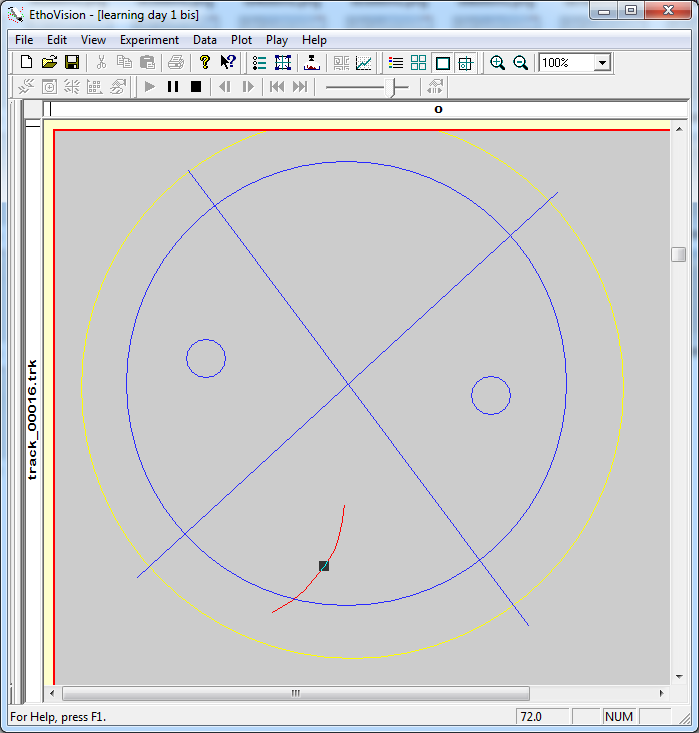 EthoVision - [learning day 1 bis]
File Edit View Experiment Data Plot Play Help
100%
0
track_00016.trk
For Help, press F1.
72.0
NUM